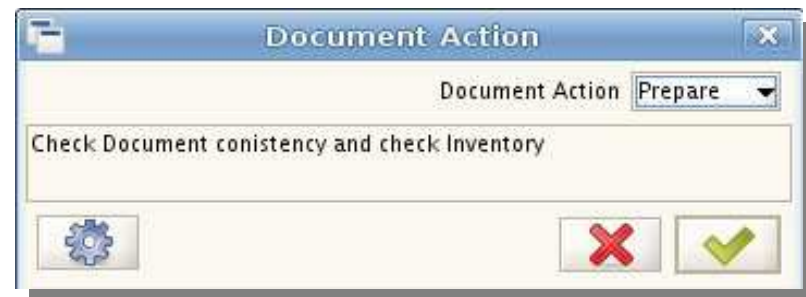 Document Action
Document Action Prepare
Check Document conistency and check Inventory